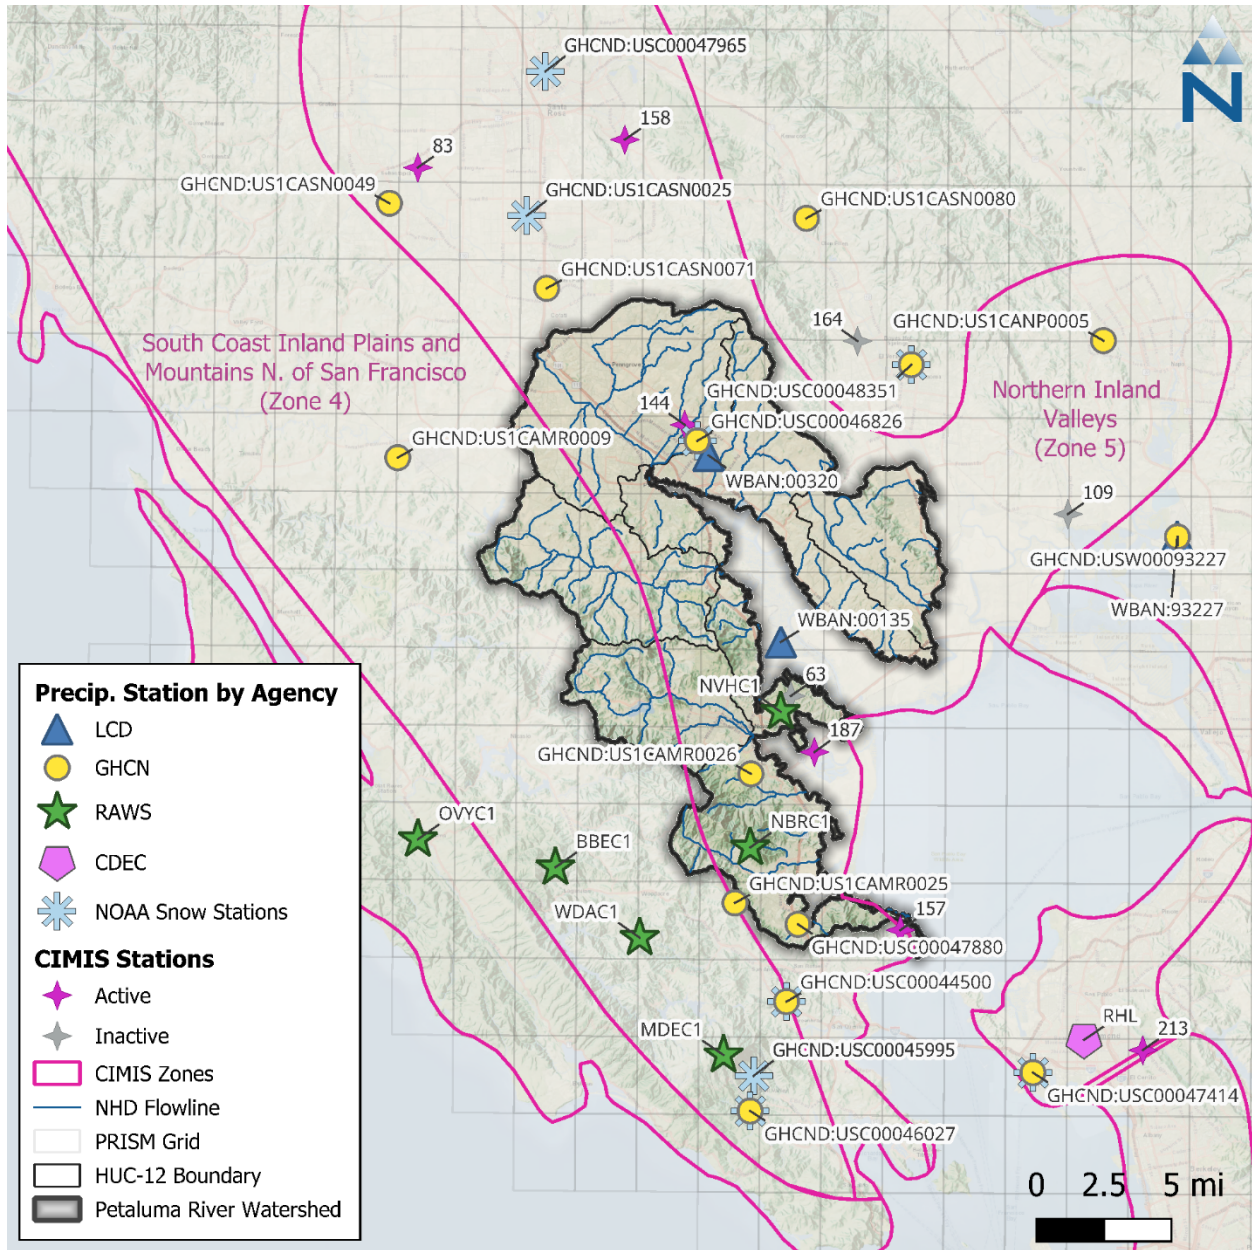 GHCND:USC00047965
N
158
83
GHCND:US1CASN0049
GHCND:US1CASN0025
GHCND:US1CASN0080
GHCND:US1CASN0071
164
GHCND:US1CANP0005
South Coast Inland Plains and
Mountains N. of San Francisco
(Zone 4)
Northern Inland
Valleys
(Zone 5)
GHCND:USC00048351
144
GHCND:USC00046826
GHCND:US1CAMR0009
WBAN:00320
109
GHCND:USW00093227
WBAN:93227
WBAN:00135
NVHC1
63
187
GHCND:US1CAMR0026
OVYC1
BBEC1
NBRC1
GHCND:US1CAMR0025
WDAC1
157
GHCND:USC00047880
GHCND:USC00044500
MDEC1
RHL
213
GHCND:USC00045995
GHCND:USC00047414
GHCND:USC00046027
0 2.5 5 mi
Precip. Station by Agency
LCD
GHCN
RAWS
CDEC
NOAA Snow Stations
CIMIS Stations
Active
Inactive
CIMIS Zones
NHD Flowline
PRISM Grid
HUC-12 Boundary
Petaluma River Watershed